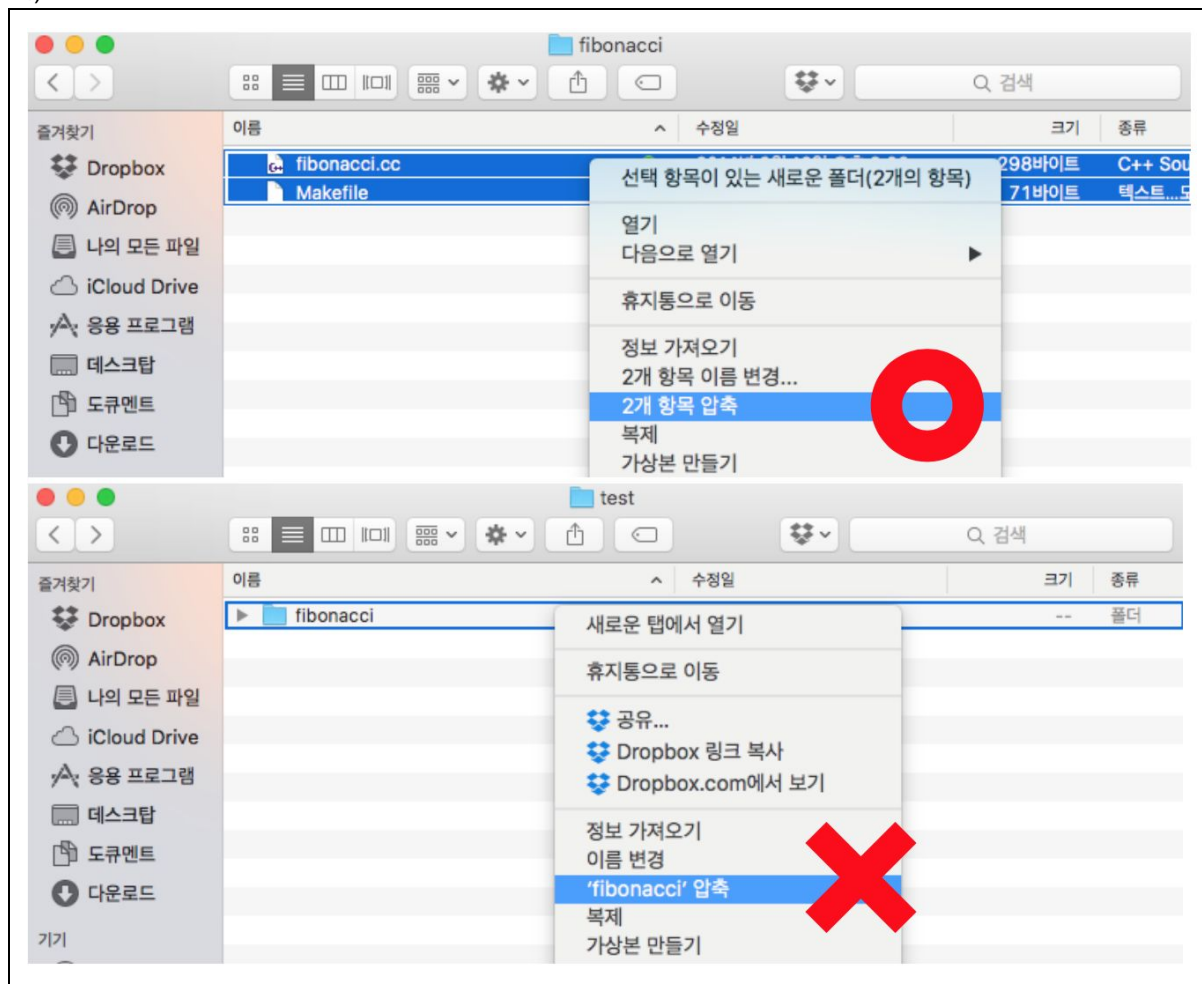 fibonacci
검색
즐겨찾기
이름
수정일
크기
종류
Dropbox
fibonacci.cc
298바이트
C++ Sou
Makefile
71바이트
텍스트...
AirDrop
나의 모든 파일
iCloud Drive
응용 프로그램
데스크탑
도큐멘트
다운로드
선택 항목이 있는 새로운 폴더(2개의 항목)
열기
다음으로 열기
휴지통으로 이동
정보 가져오기
2개 항목 이름 변경...
2개 항목 압축
복제
가상본 만들기
test
검색
즐겨찾기
이름
수정일
크기
종류
Dropbox
fibonacci
--
폴더
AirDrop
나의 모든 파일
iCloud Drive
응용 프로그램
데스크탑
도큐멘트
다운로드
기기
새로운 탭에서 열기
휴지통으로 이동
공유...
Dropbox 링크 복사
Dropbox.com에서 보기
정보 가져오기
이름 변경
‘fibonacci’ 압축
복제
가상본 만들기